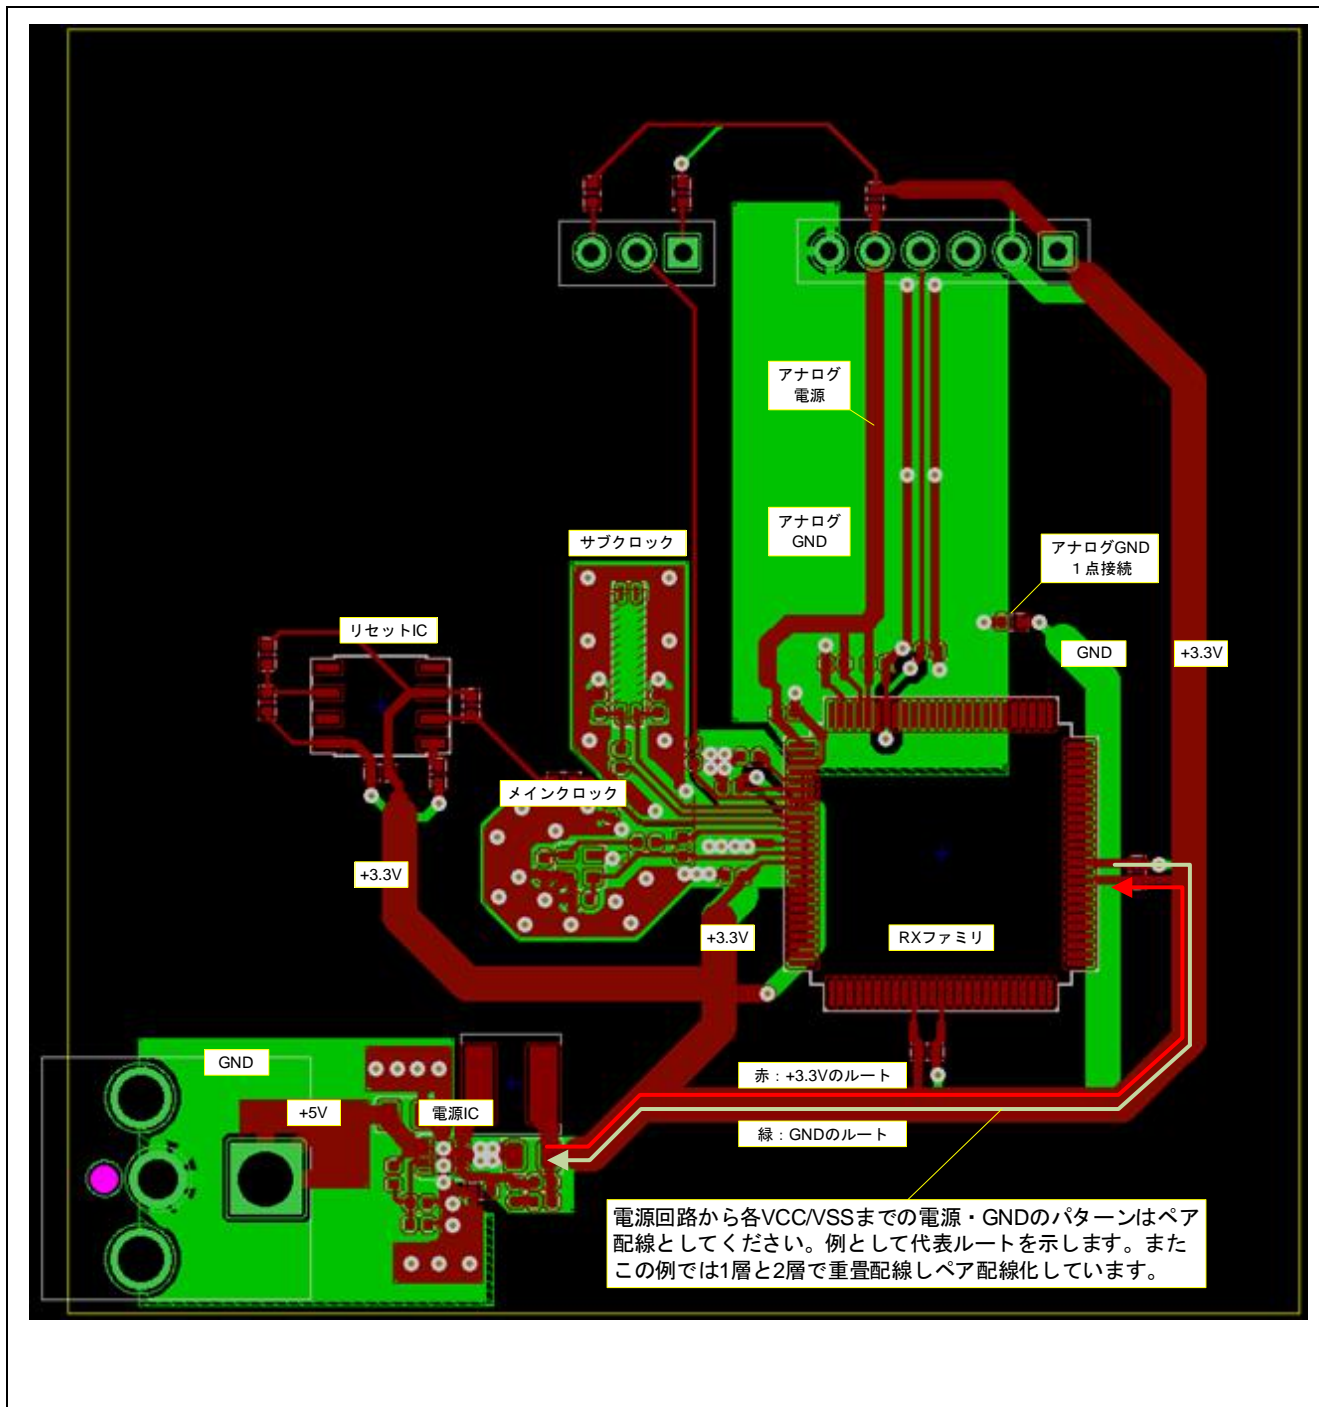 アナログ
電源
アナログ
GND
サブクロック
アナログGND
１点接続
リセットIC
GND
+3.3V
メインクロック
+3.3V
+3.3V
RXファミリ
GND
+5V
電源IC
赤：+3.3Vのルート
緑：GNDのルート
電源回路から各VCC/VSSまでの電源・GNDのパターンはペア
配線としてください。例として代表ルートを示します。また
この例では1層と2層で重畳配線しペア配線化しています。